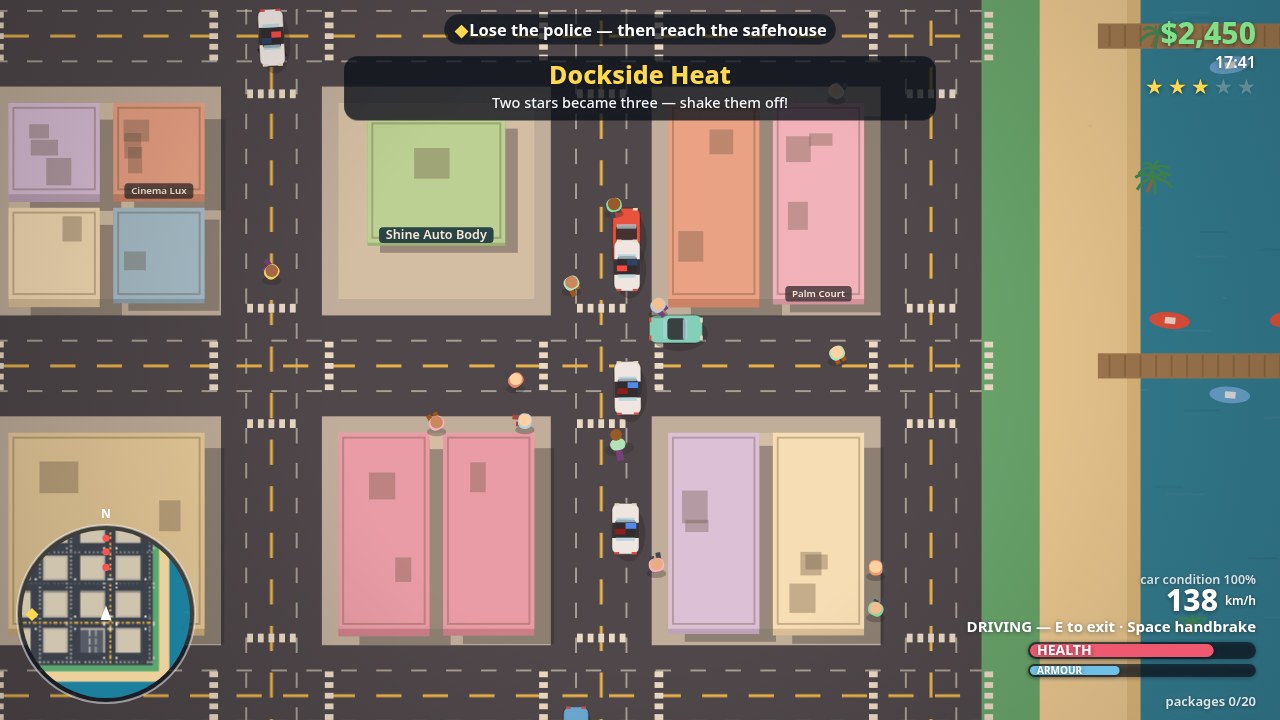 ◆Lose the police — then reach the safehouse
Dockside Heat
Two stars became three — shake them off!
$2,450
17:41
★★★★★
Cinema Lux
Shine Auto Body
Palm Court
N
car condition 100%
138 km/h
DRIVING — E to exit · Space handbrake
HEALTH
ARMOUR
packages 0/20